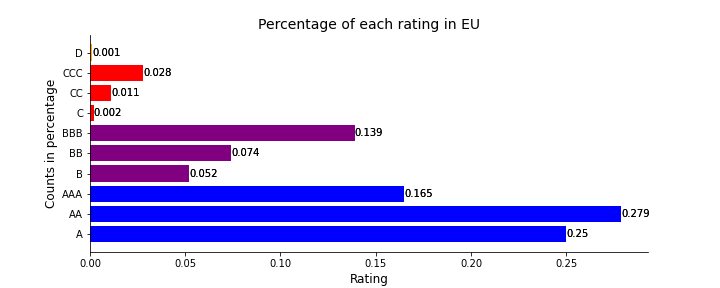 Percentage of each rating in EU
Counts in percentage
D 0.001
CCC 0.028
CC 0.011
C 0.002
BBB 0.139
BB 0.074
B 0.052
AAA 0.165
AA 0.279
A 0.25
0.00 0.05 0.10 0.15 0.20 0.25
Rating